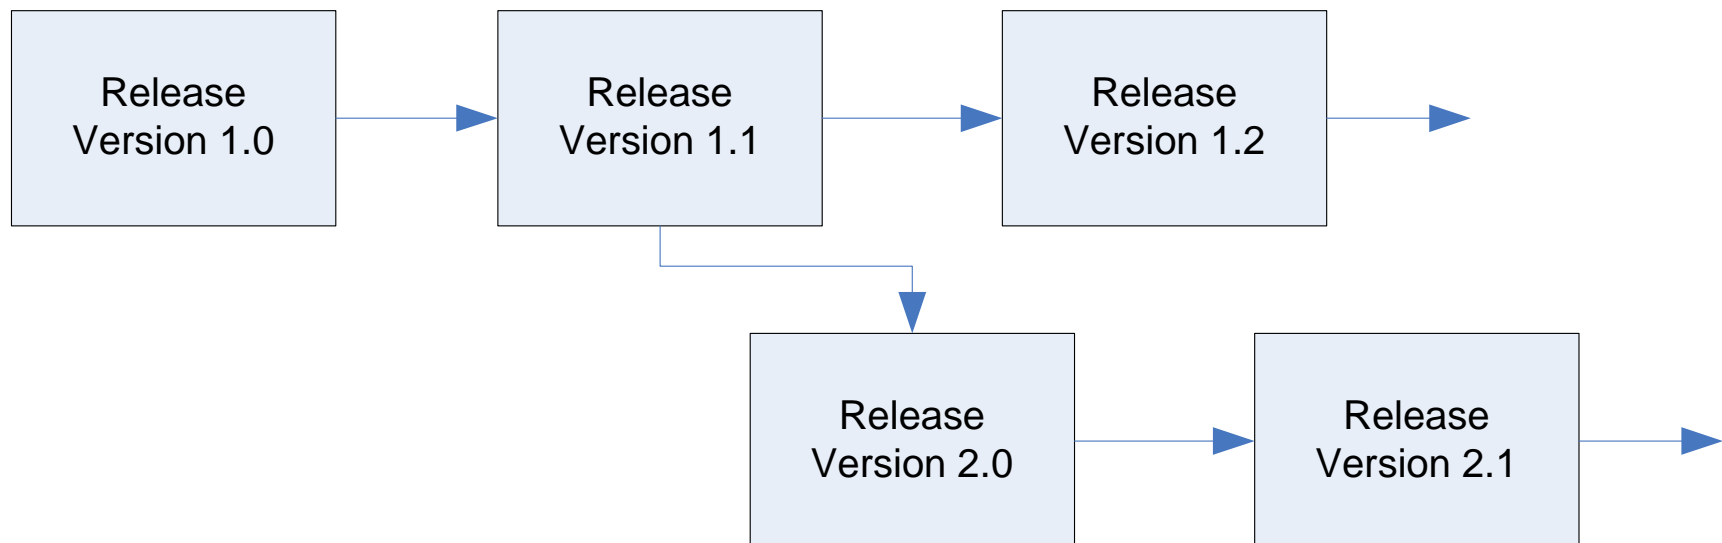 Release
Version 1.0
Release
Version 1.1
Release
Version 1.2
Release
Version 2.0
Release
Version 2.1